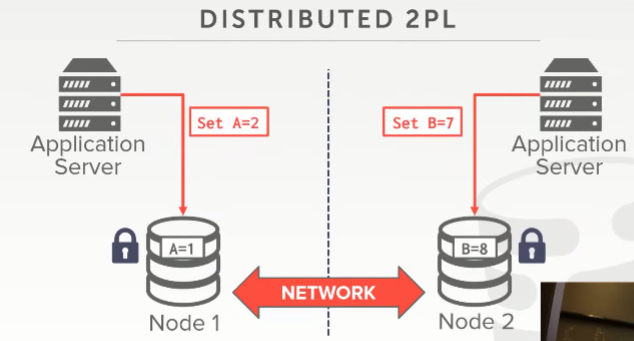 DISTRIBUTED 2PL
Set A=2
Set B=7
Application
Server
Application
Server
A=1
B=8
NETWORK
Node 1
Node 2